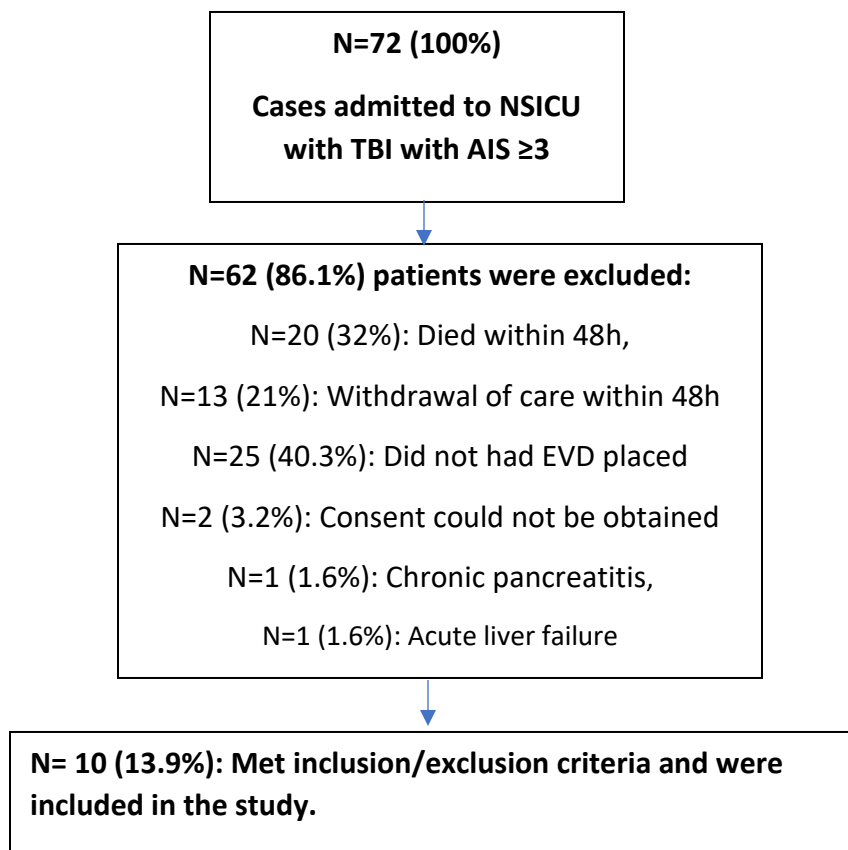 N=72 (100%)
Cases admitted to NSICU
with TBI with AIS ≥3
N=62 (86.1%) patients were excluded:
N=20 (32%): Died within 48h,
N=13 (21%): Withdrawal of care within 48h
N=25 (40.3%): Did not had EVD placed
N=2 (3.2%): Consent could not be obtained
N=1 (1.6%): Chronic pancreatitis,
N=1 (1.6%): Acute liver failure
N= 10 (13.9%): Met inclusion/exclusion criteria and were
included in the study.